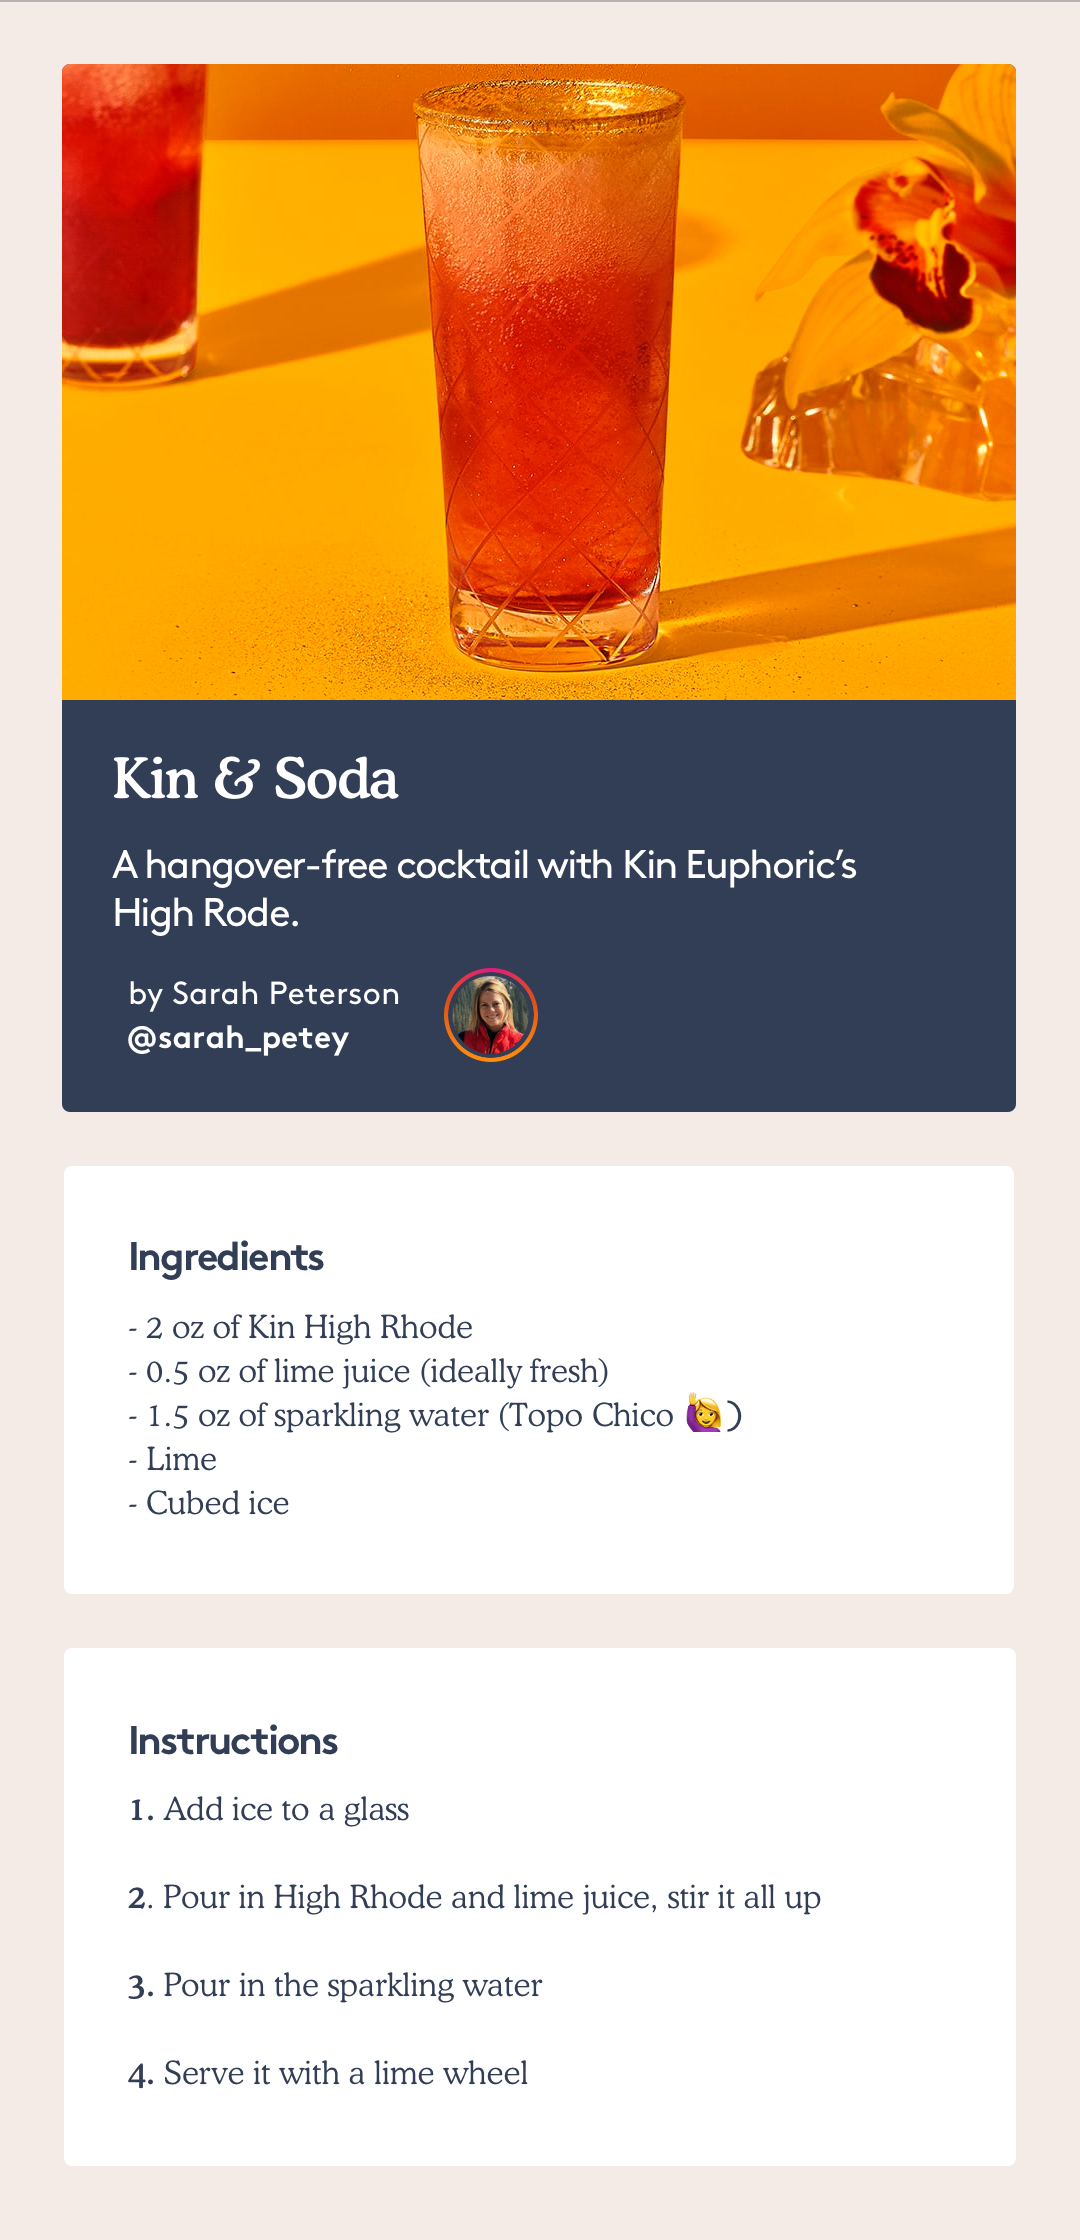 Kin & Soda
A hangover-free cocktail with Kin Euphoric’s
High Rode.
by Sarah Peterson
@sarah_petey
Ingredients
- 2 oz of Kin High Rhode
- 0.5 oz of lime juice (ideally fresh)
- 1.5 oz of sparkling water (Topo Chico 🙋‍♀️)
- Lime
- Cubed ice
Instructions
1. Add ice to a glass
2. Pour in High Rhode and lime juice, stir it all up
3. Pour in the sparkling water
4. Serve it with a lime wheel